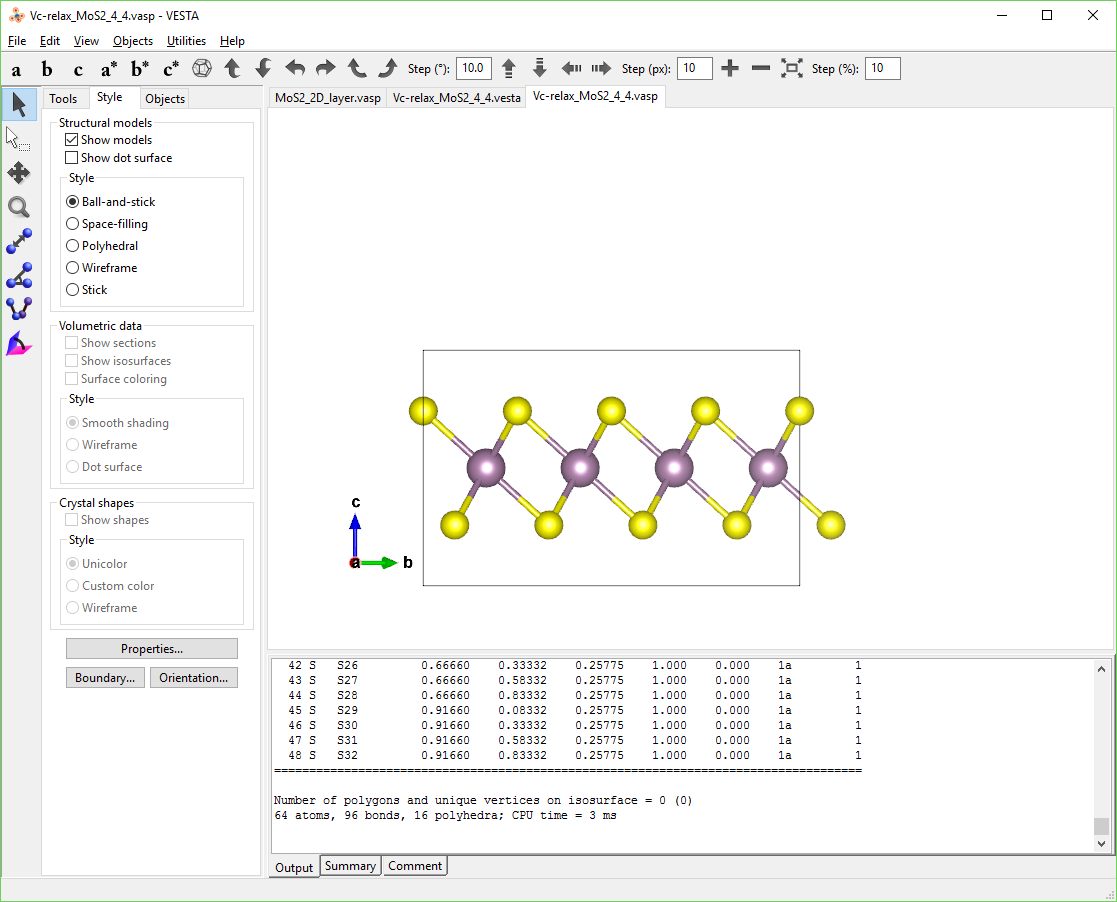 Vc-relax_MoS2_4_4.vasp - VESTA
File Edit View Objects Utilities Help
a b c a* b* c* Step (°): 10.0 Step (px): 10 Step (%): 10
Tools Style Objects
MoS2_2D_layer.vasp Vc-relax_MoS2_4_4.vesta Vc-relax_MoS2_4_4.vasp
Structural models
Show models
Show dot surface
Style
Ball-and-stick
Space-filling
Polyhedral
Wireframe
Stick
Volumetric data
Show sections
Show isosurfaces
Surface coloring
Style
Smooth shading
Wireframe
Dot surface
Crystal shapes
Show shapes
Style
Unicolor
Custom color
Wireframe
Properties...
Boundary... Orientation...
c
a b
42 S S26 0.66660 0.33332 0.25775 1.000 0.000 1a 1
43 S S27 0.66660 0.58332 0.25775 1.000 0.000 1a 1
44 S S28 0.66660 0.83332 0.25775 1.000 0.000 1a 1
45 S S29 0.91660 0.08332 0.25775 1.000 0.000 1a 1
46 S S30 0.91660 0.33332 0.25775 1.000 0.000 1a 1
47 S S31 0.91660 0.58332 0.25775 1.000 0.000 1a 1
48 S S32 0.91660 0.83332 0.25775 1.000 0.000 1a 1
====================================================================================
Number of polygons and unique vertices on isosurface = 0 (0)
64 atoms, 96 bonds, 16 polyhedra; CPU time = 3 ms
Output Summary Comment